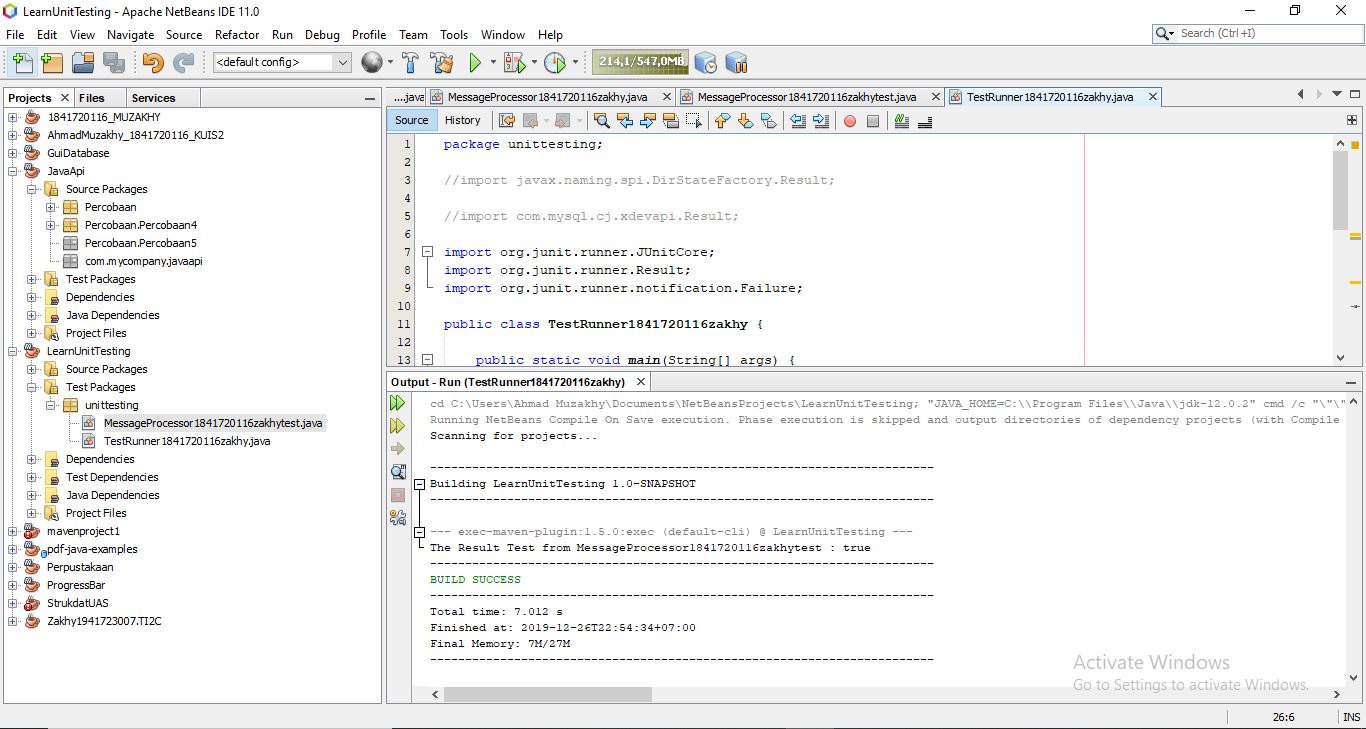 LearnUnitTesting - Apache NetBeans IDE 11.0
File Edit View Navigate Source Refactor Run Debug Profile Team Tools Window Help
Search (Ctrl+I)
<default config>
214,1/547,0MB
Projects Files Services
1841720116_MUZAKHY
AhmadMuzakhy_1841720116_KUIS2
GuiDatabase
JavaApi
Source Packages
Percobaan
Percobaan.Percobaan4
Percobaan.Percobaan5
com.mycompany.javaapi
Test Packages
Dependencies
Java Dependencies
Project Files
LearnUnitTesting
Source Packages
Test Packages
unittesting
MessageProcessor1841720116zakhytest.java
TestRunner1841720116zakhy.java
Dependencies
Test Dependencies
Java Dependencies
Project Files
mavenproject1
pdf-java-examples
Perpustakaan
ProgressBar
StrukdatUAS
Zakhy1941723007.TI2C
....java MessageProcessor1841720116zakhy.java MessageProcessor1841720116zakhytest.java TestRunner1841720116zakhy.java
Source History
1 package unittesting;
2
3 //import javax.naming.spi.DirStateFactory.Result;
4
5 //import com.mysql.cj.xdevapi.Result;
6
7 import org.junit.runner.JUnitCore;
8 import org.junit.runner.Result;
9 import org.junit.runner.notification.Failure;
10
11 public class TestRunner1841720116zakhy {
12
13 public static void main(String[] args) {
Output - Run (TestRunner1841720116zakhy)
cd C:\Users\Ahmad Muzakhy\Documents\NetBeansProjects\LearnUnitTesting; "JAVA_HOME=C:\\Program Files\\Java\\jdk-12.0.2" cmd /c "\"\"
Running NetBeans Compile On Save execution. Phase execution is skipped and output directories of dependency projects (with Compile
Scanning for projects...
------------------------------------------------------------------------
Building LearnUnitTesting 1.0-SNAPSHOT
------------------------------------------------------------------------
--- exec-maven-plugin:1.5.0:exec (default-cli) @ LearnUnitTesting ---
The Result Test from MessageProcessor1841720116zakhytest : true
------------------------------------------------------------------------
BUILD SUCCESS
------------------------------------------------------------------------
Total time: 7.012 s
Finished at: 2019-12-26T22:54:34+07:00
Final Memory: 7M/27M
------------------------------------------------------------------------
Activate Windows
Go to Settings to activate Windows.
26:6 INS